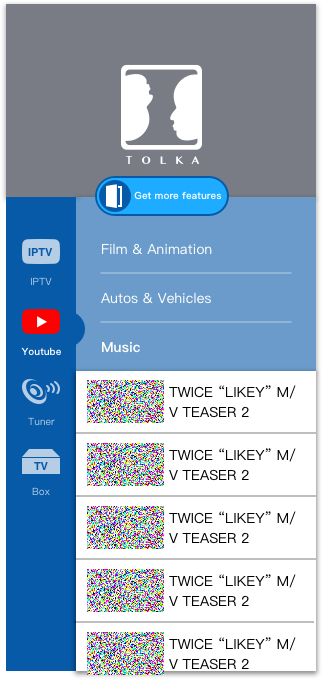 TOLKA
Get more features
IPTV
IPTV
Youtube
Tuner
TV
Box
Film & Animation
Autos & Vehicles
Music
TWICE “LIKEY” M/
V TEASER 2
TWICE “LIKEY” M/
V TEASER 2
TWICE “LIKEY” M/
V TEASER 2
TWICE “LIKEY” M/
V TEASER 2
TWICE “LIKEY” M/
V TEASER 2